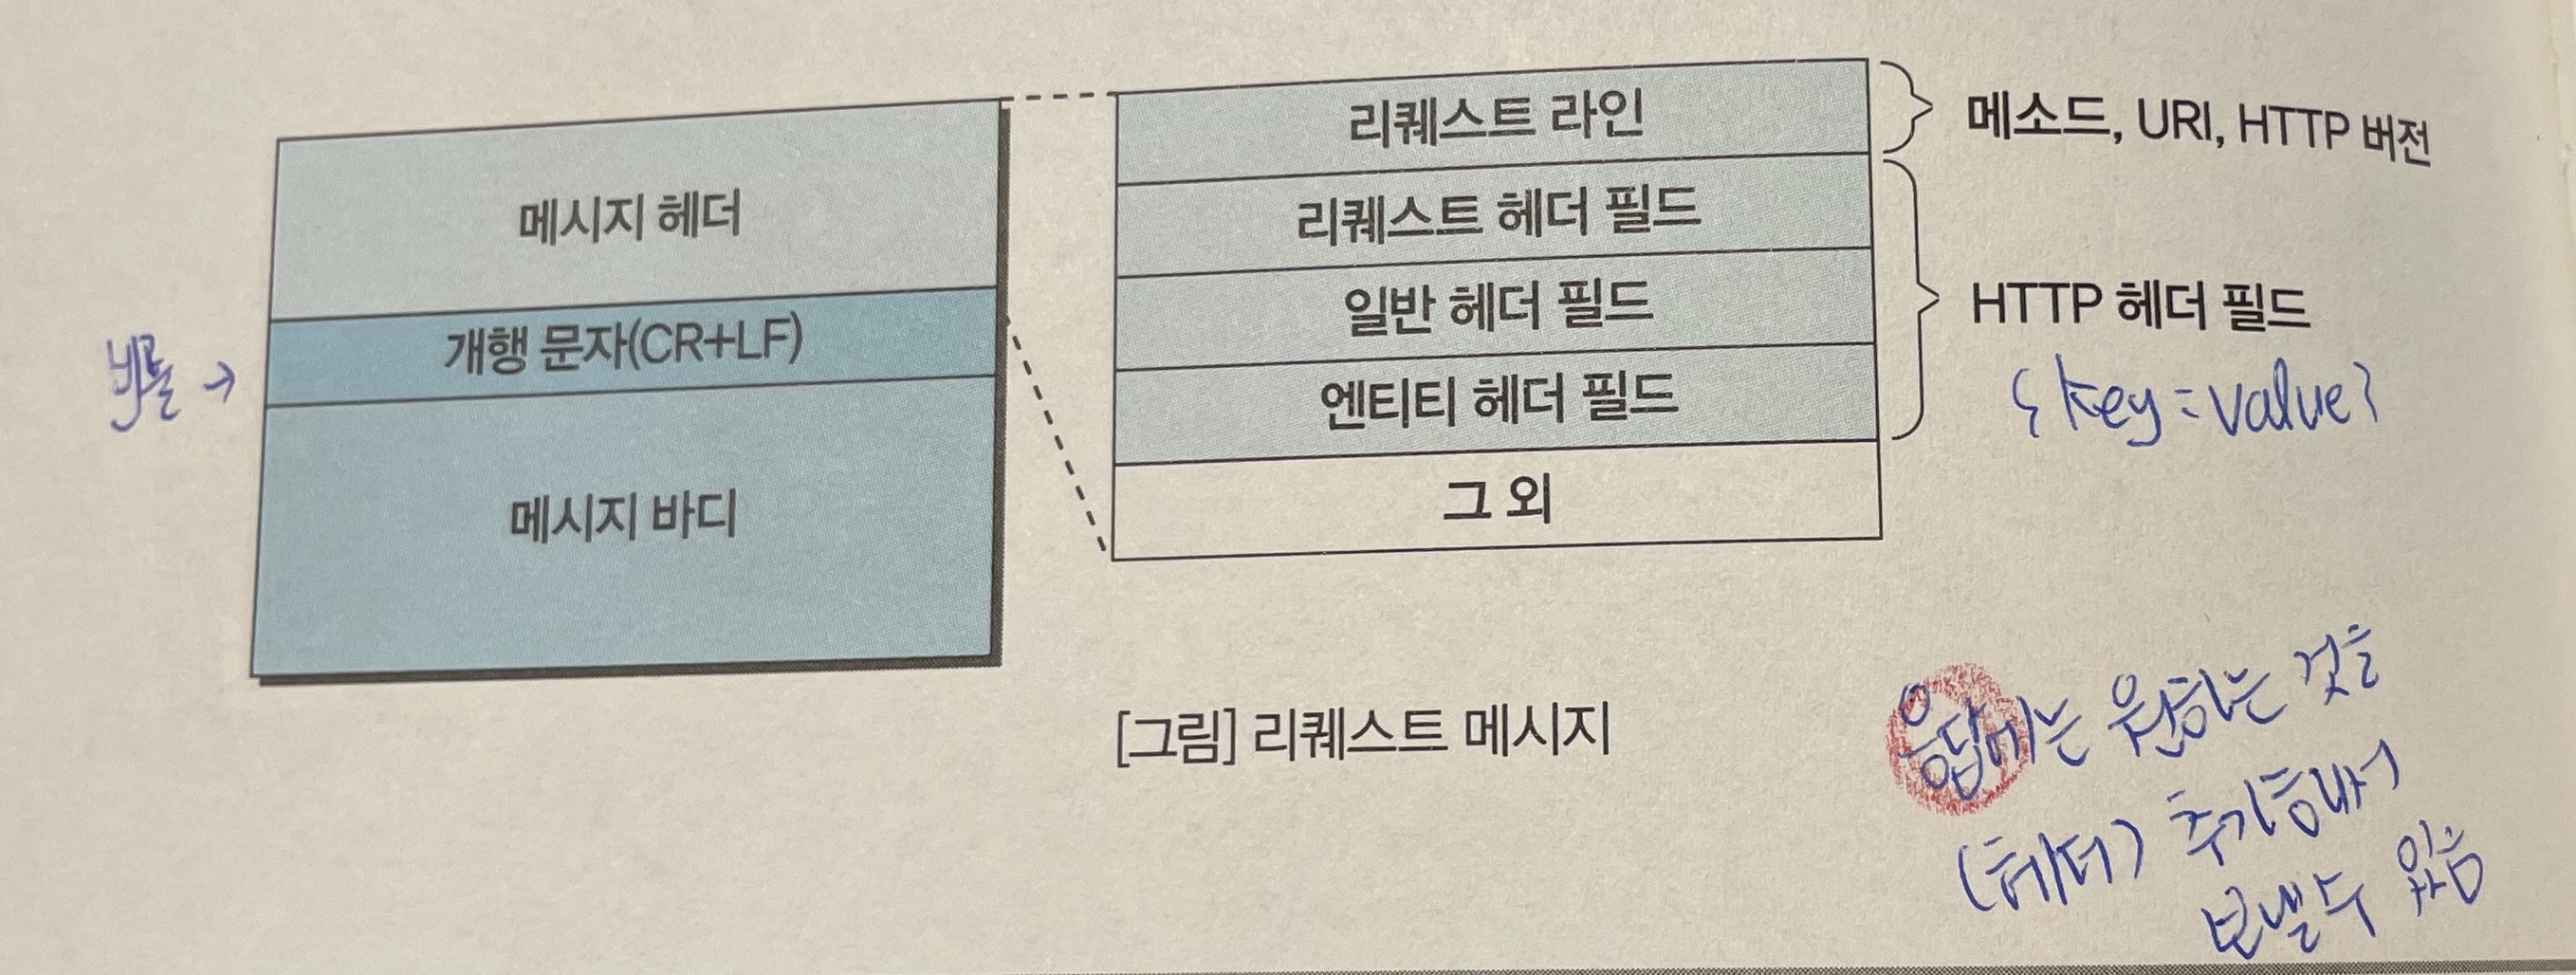 메시지 헤더
개행 문자(CR+LF)
메시지 바디
리퀘스트 라인
리퀘스트 헤더 필드
일반 헤더 필드
엔티티 헤더 필드
그 외
메소드, URI, HTTP 버전
HTTP 헤더 필드
{key=value}
→
[그림] 리퀘스트 메시지
응답에는 원하는 것을
(헤더) 추가해서
보낼 수 있음